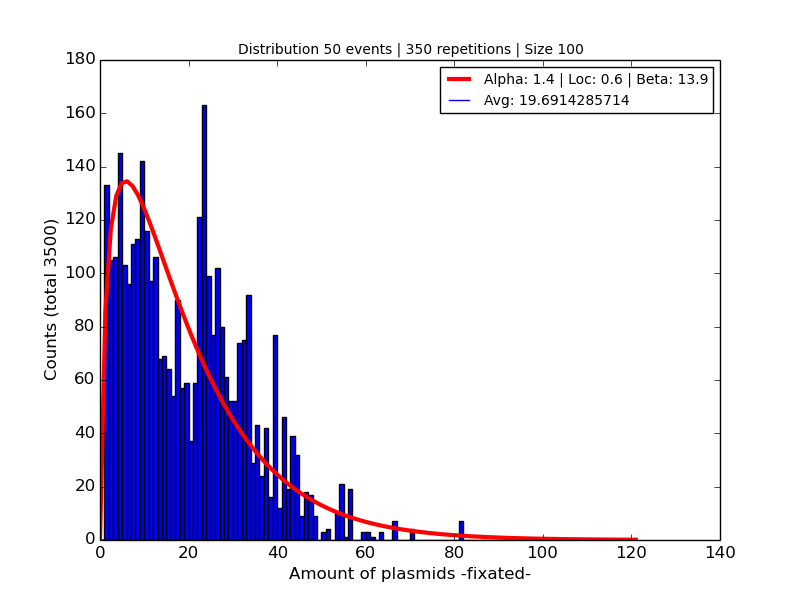 Distribution 50 events | 350 repetitions | Size 100
Alpha: 1.4 | Loc: 0.6 | Beta: 13.9
Avg: 19.6914285714
180
160
140
120
100
80
60
40
20
0
Counts (total 3500)
0 20 40 60 80 100 120 140
Amount of plasmids -fixated-